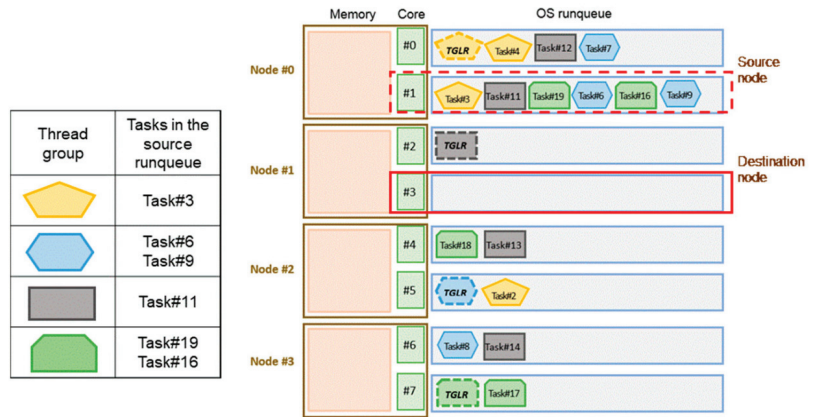 Memory Core OS runqueue
Node #0
#0 TGLR Task#4 Task#12 Task#7
#1 Task#3 Task#11 Task#19 Task#6 Task#16 Task#9
Source
node
Node #1
#2 TGLR
#3
Destination
node
Node #2
#4 Task#18 Task#13
#5 TGLR Task#2
Node #3
#6 Task#8 Task#14
#7 TGLR Task#17
Thread
group
Tasks in the
source
runqueue
Task#3
Task#6
Task#9
Task#11
Task#19
Task#16